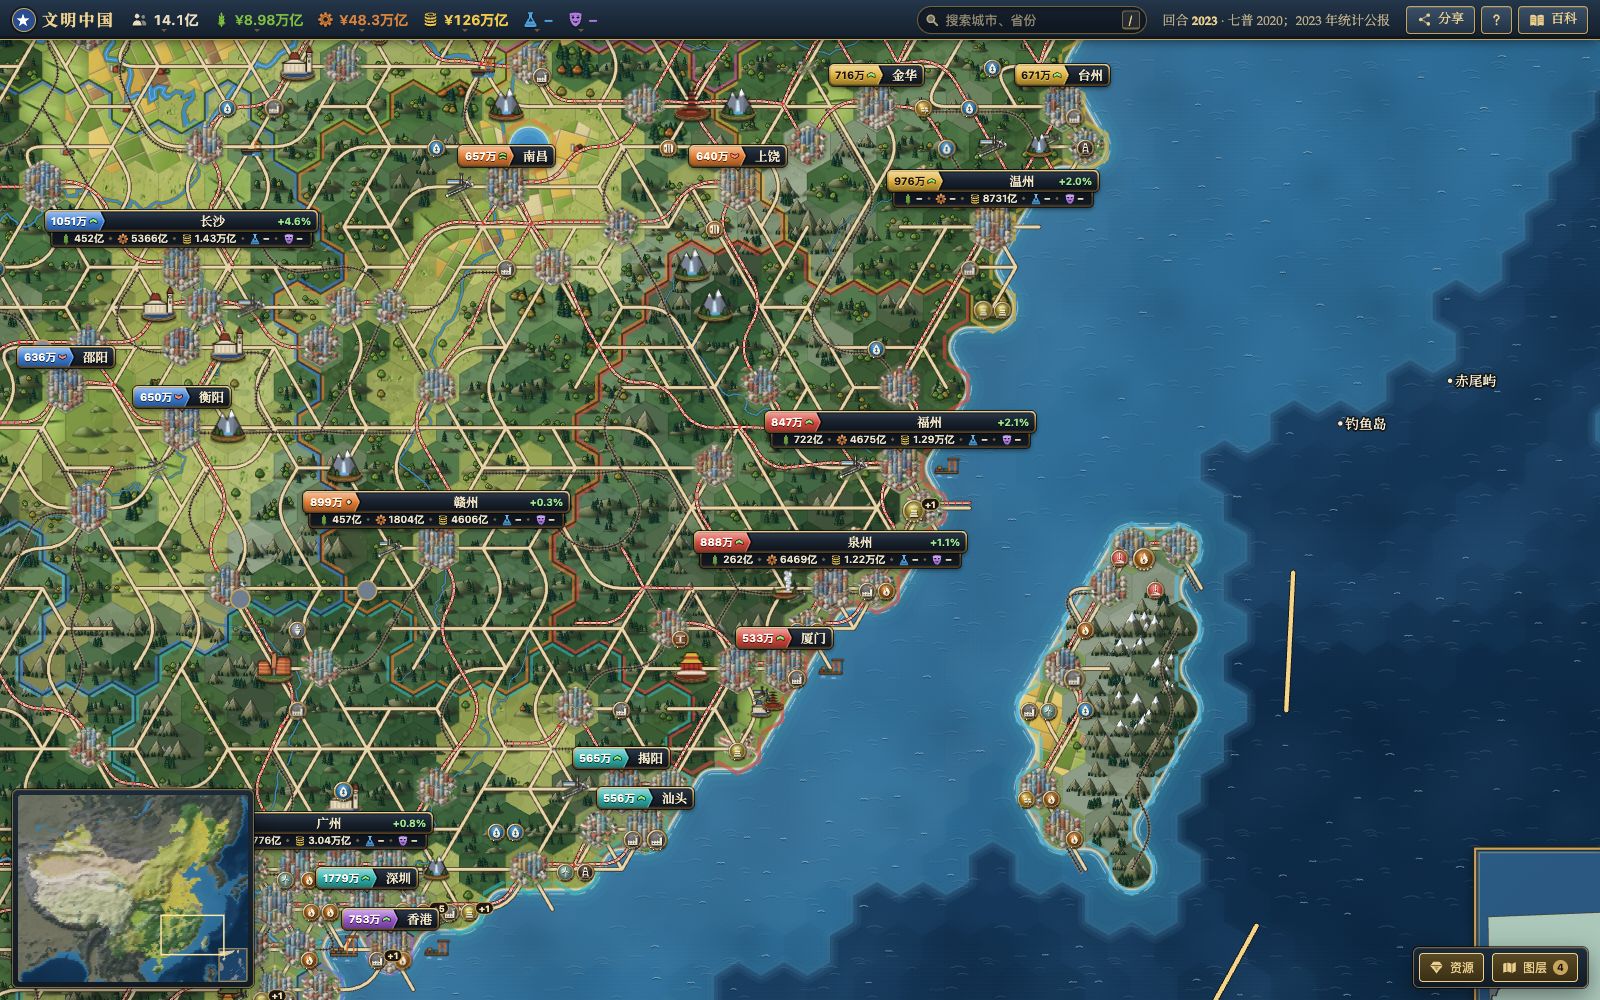 文明中国 14.1亿 ¥8.98万亿 ¥48.3万亿 ¥126万亿 – – 搜索城市、省份 / 回合 2023 · 七普 2020；2023 年统计公报 分享 ? 百科
716万 金华
671万 台州
657万 南昌
640万 上饶
976万 温州 +2.0%
– – 8731亿 – –
1051万 长沙 +4.6%
452亿 5366亿 1.43万亿 – –
636万 邵阳
650万 衡阳
赤尾屿
钓鱼岛
847万 福州 +2.1%
722亿 4675亿 1.29万亿 – –
899万 赣州 +0.3%
457亿 1804亿 4606亿 – –
+1
888万 泉州 +1.1%
262亿 6469亿 1.22万亿 – –
533万 厦门
565万 揭阳
556万 汕头
广州 +0.8%
776亿 3.04万亿 – –
1779万 深圳
753万 香港
5 +1
+1
+1
资源 图层 4